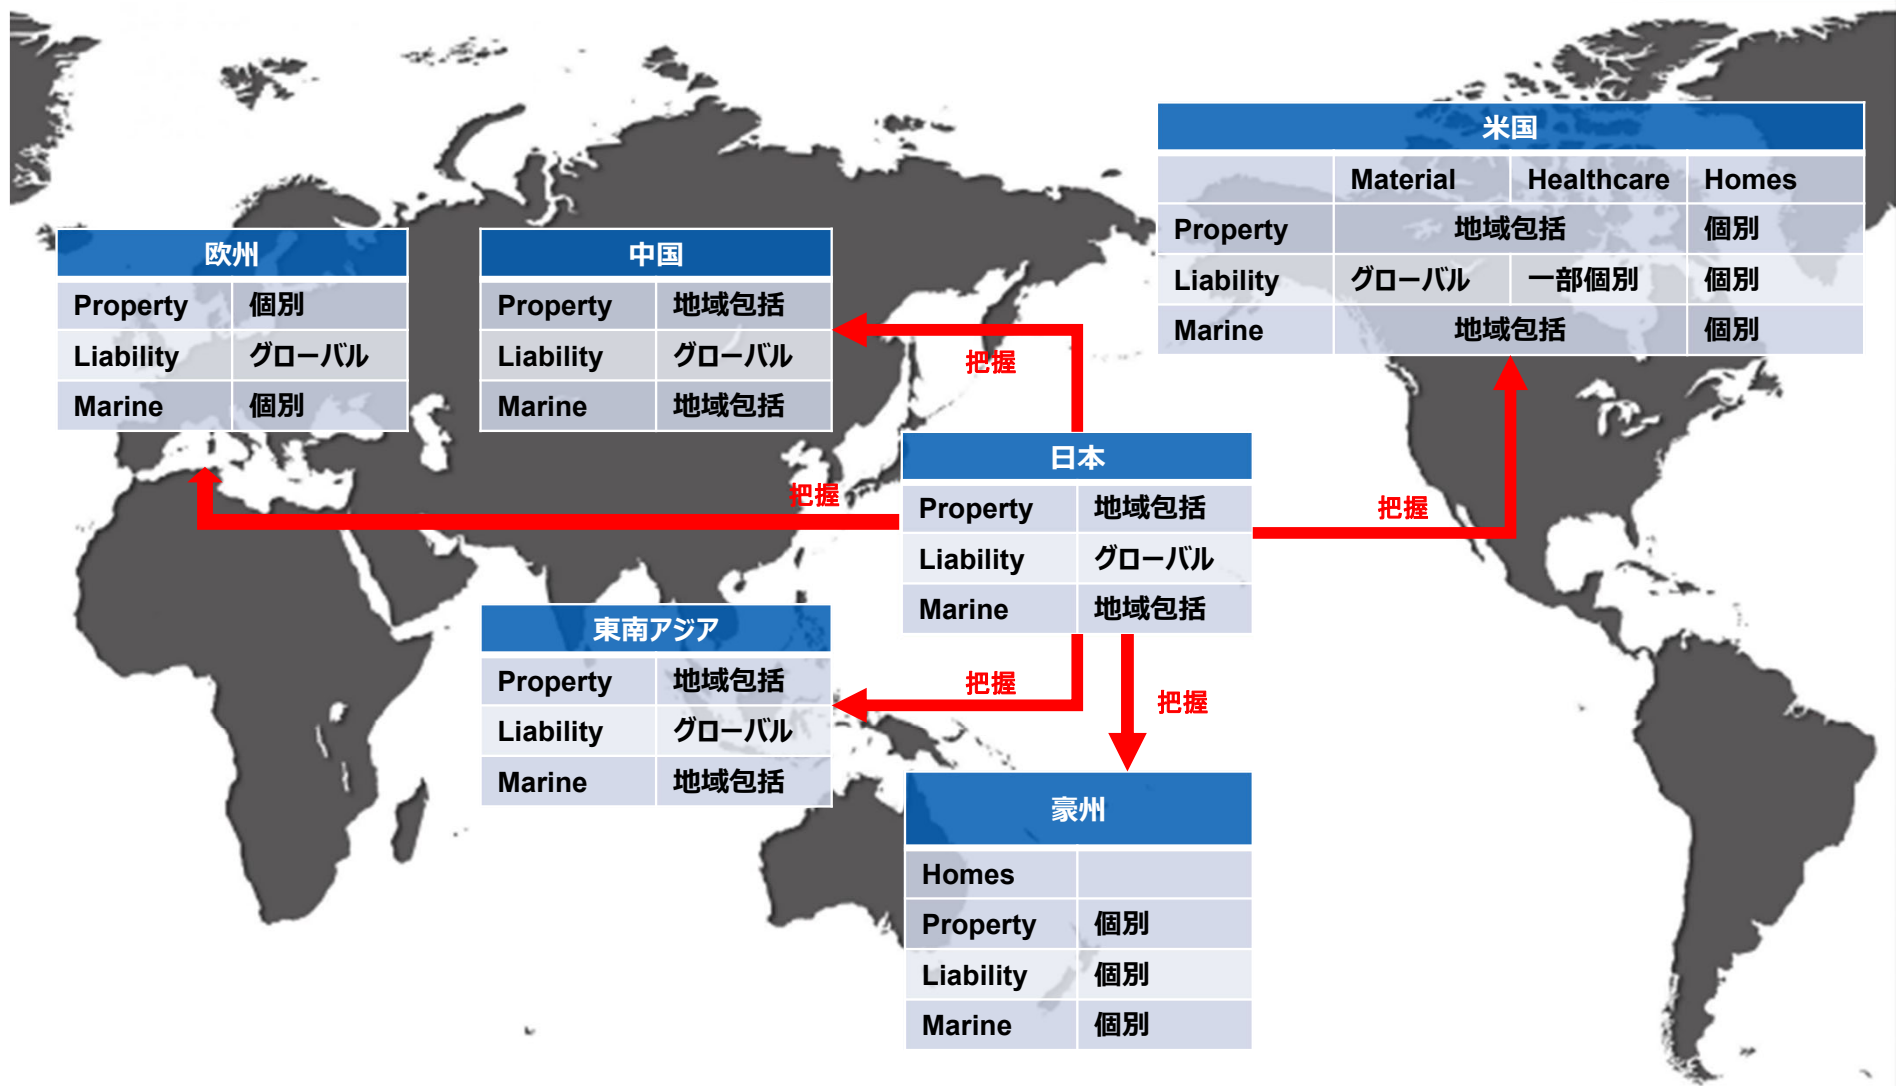 米国
Material Healthcare Homes
Property 地域包括 個別
Liability グローバル 一部個別 個別
Marine 地域包括 個別
欧州
Property 個別
Liability グローバル
Marine 個別
中国
Property 地域包括
Liability グローバル
Marine 地域包括
把握
日本
Property 地域包括
Liability グローバル
Marine 地域包括
把握
把握
東南アジア
Property 地域包括
Liability グローバル
Marine 地域包括
把握
把握
豪州
Homes
Property 個別
Liability 個別
Marine 個別